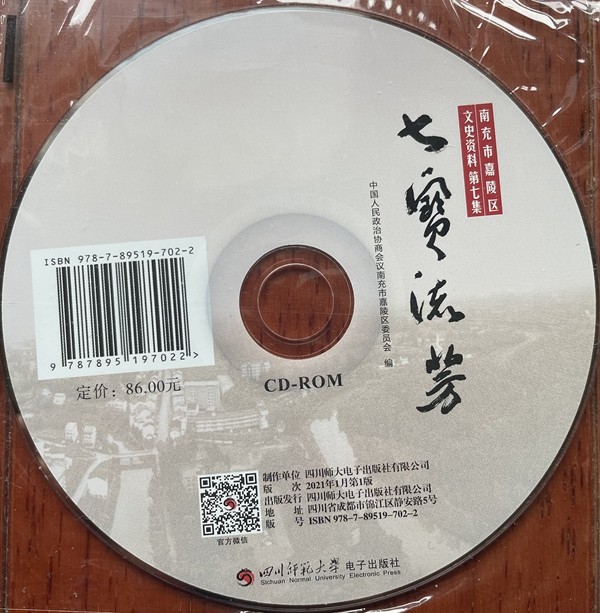 南充市嘉陵区
文史资料第七集
七寶流芳
中国人民政治协商会议南充市嘉陵区委员会 编
ISBN 978-7-89519-702-2
9 787895 197022 >
定价：86.00元
CD-ROM
制作单位 四川师大电子出版社有限公司
版 次 2021年1月第1版
出版发行 四川师大电子出版社有限公司
地 址 四川省成都市锦江区静安路5号
版 号 ISBN 978-7-89519-702-2
官方微信
四川师范大学 电子出版社
Sichuan Normal University Electronic Press